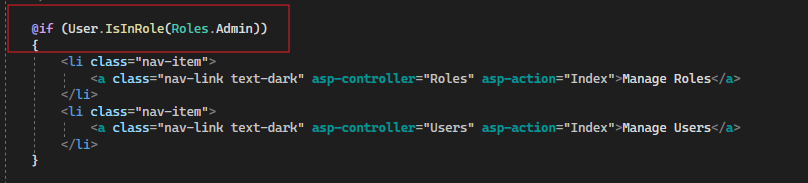 @if (User.IsInRole(Roles.Admin))
{
<li class="nav-item">
<a class="nav-link text-dark" asp-controller="Roles" asp-action="Index">Manage Roles</a>
</li>
<li class="nav-item">
<a class="nav-link text-dark" asp-controller="Users" asp-action="Index">Manage Users</a>
</li>
}